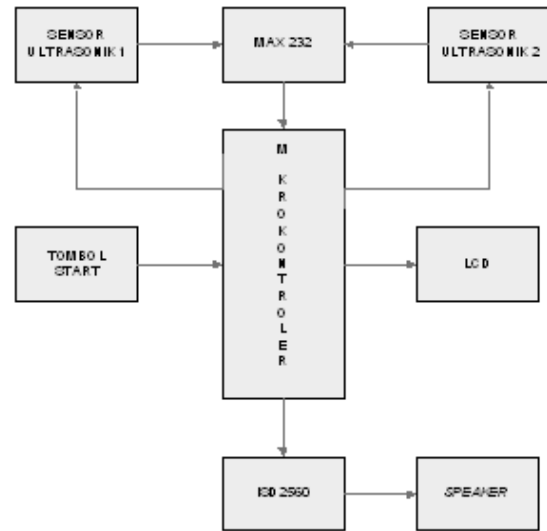 SENSOR
ULTRASONIK 1
MAX 232
SENSOR
ULTRASONIK 2
M
K
R
O
K
O
N
T
R
O
L
E
R
TOMBOL
START
LCD
ISD 2560
SPEAKER